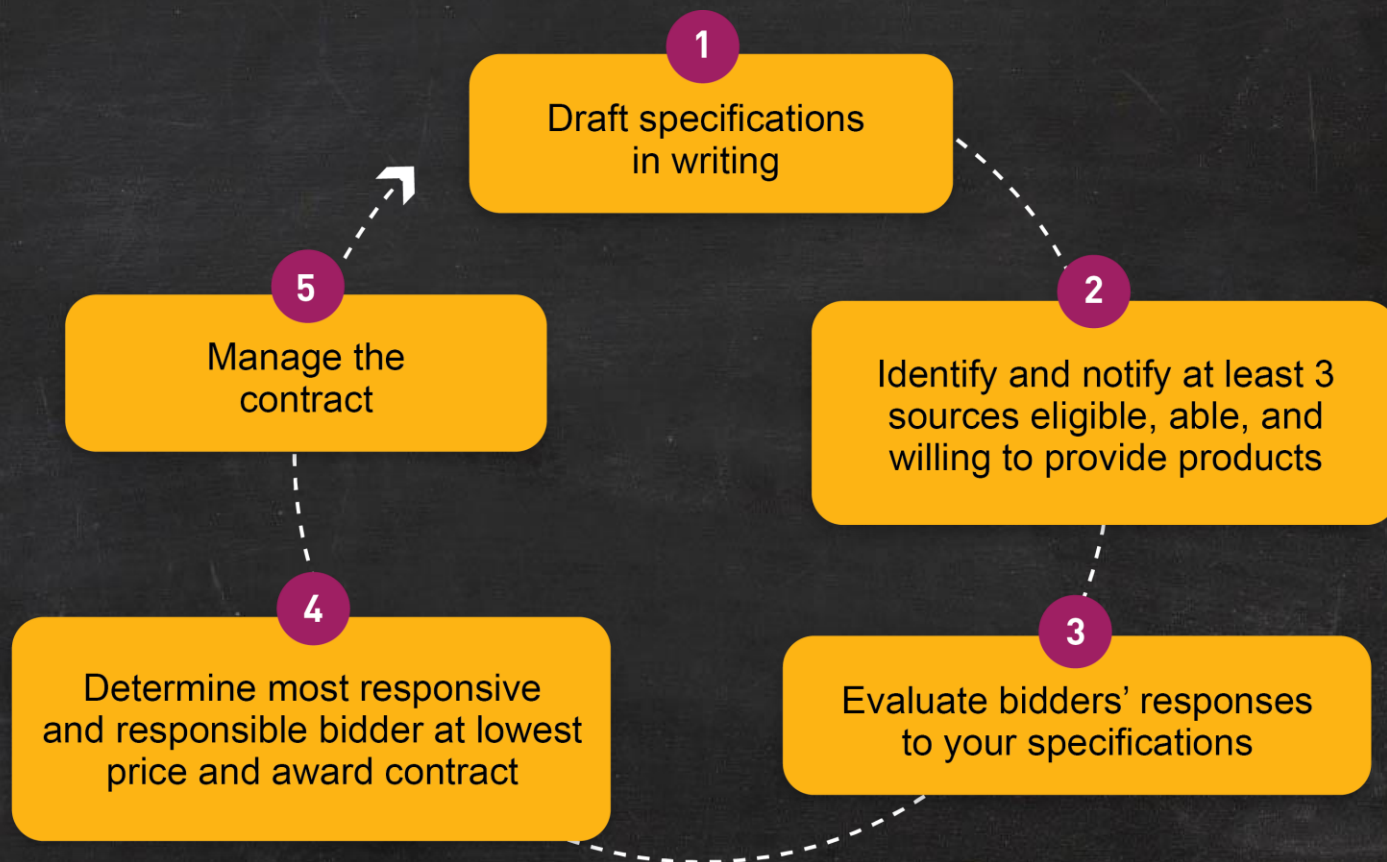 1
Draft specifications
in writing
2
Identify and notify at least 3
sources eligible, able, and
willing to provide products
3
Evaluate bidders’ responses
to your specifications
4
Determine most responsive
and responsible bidder at lowest
price and award contract
5
Manage the
contract